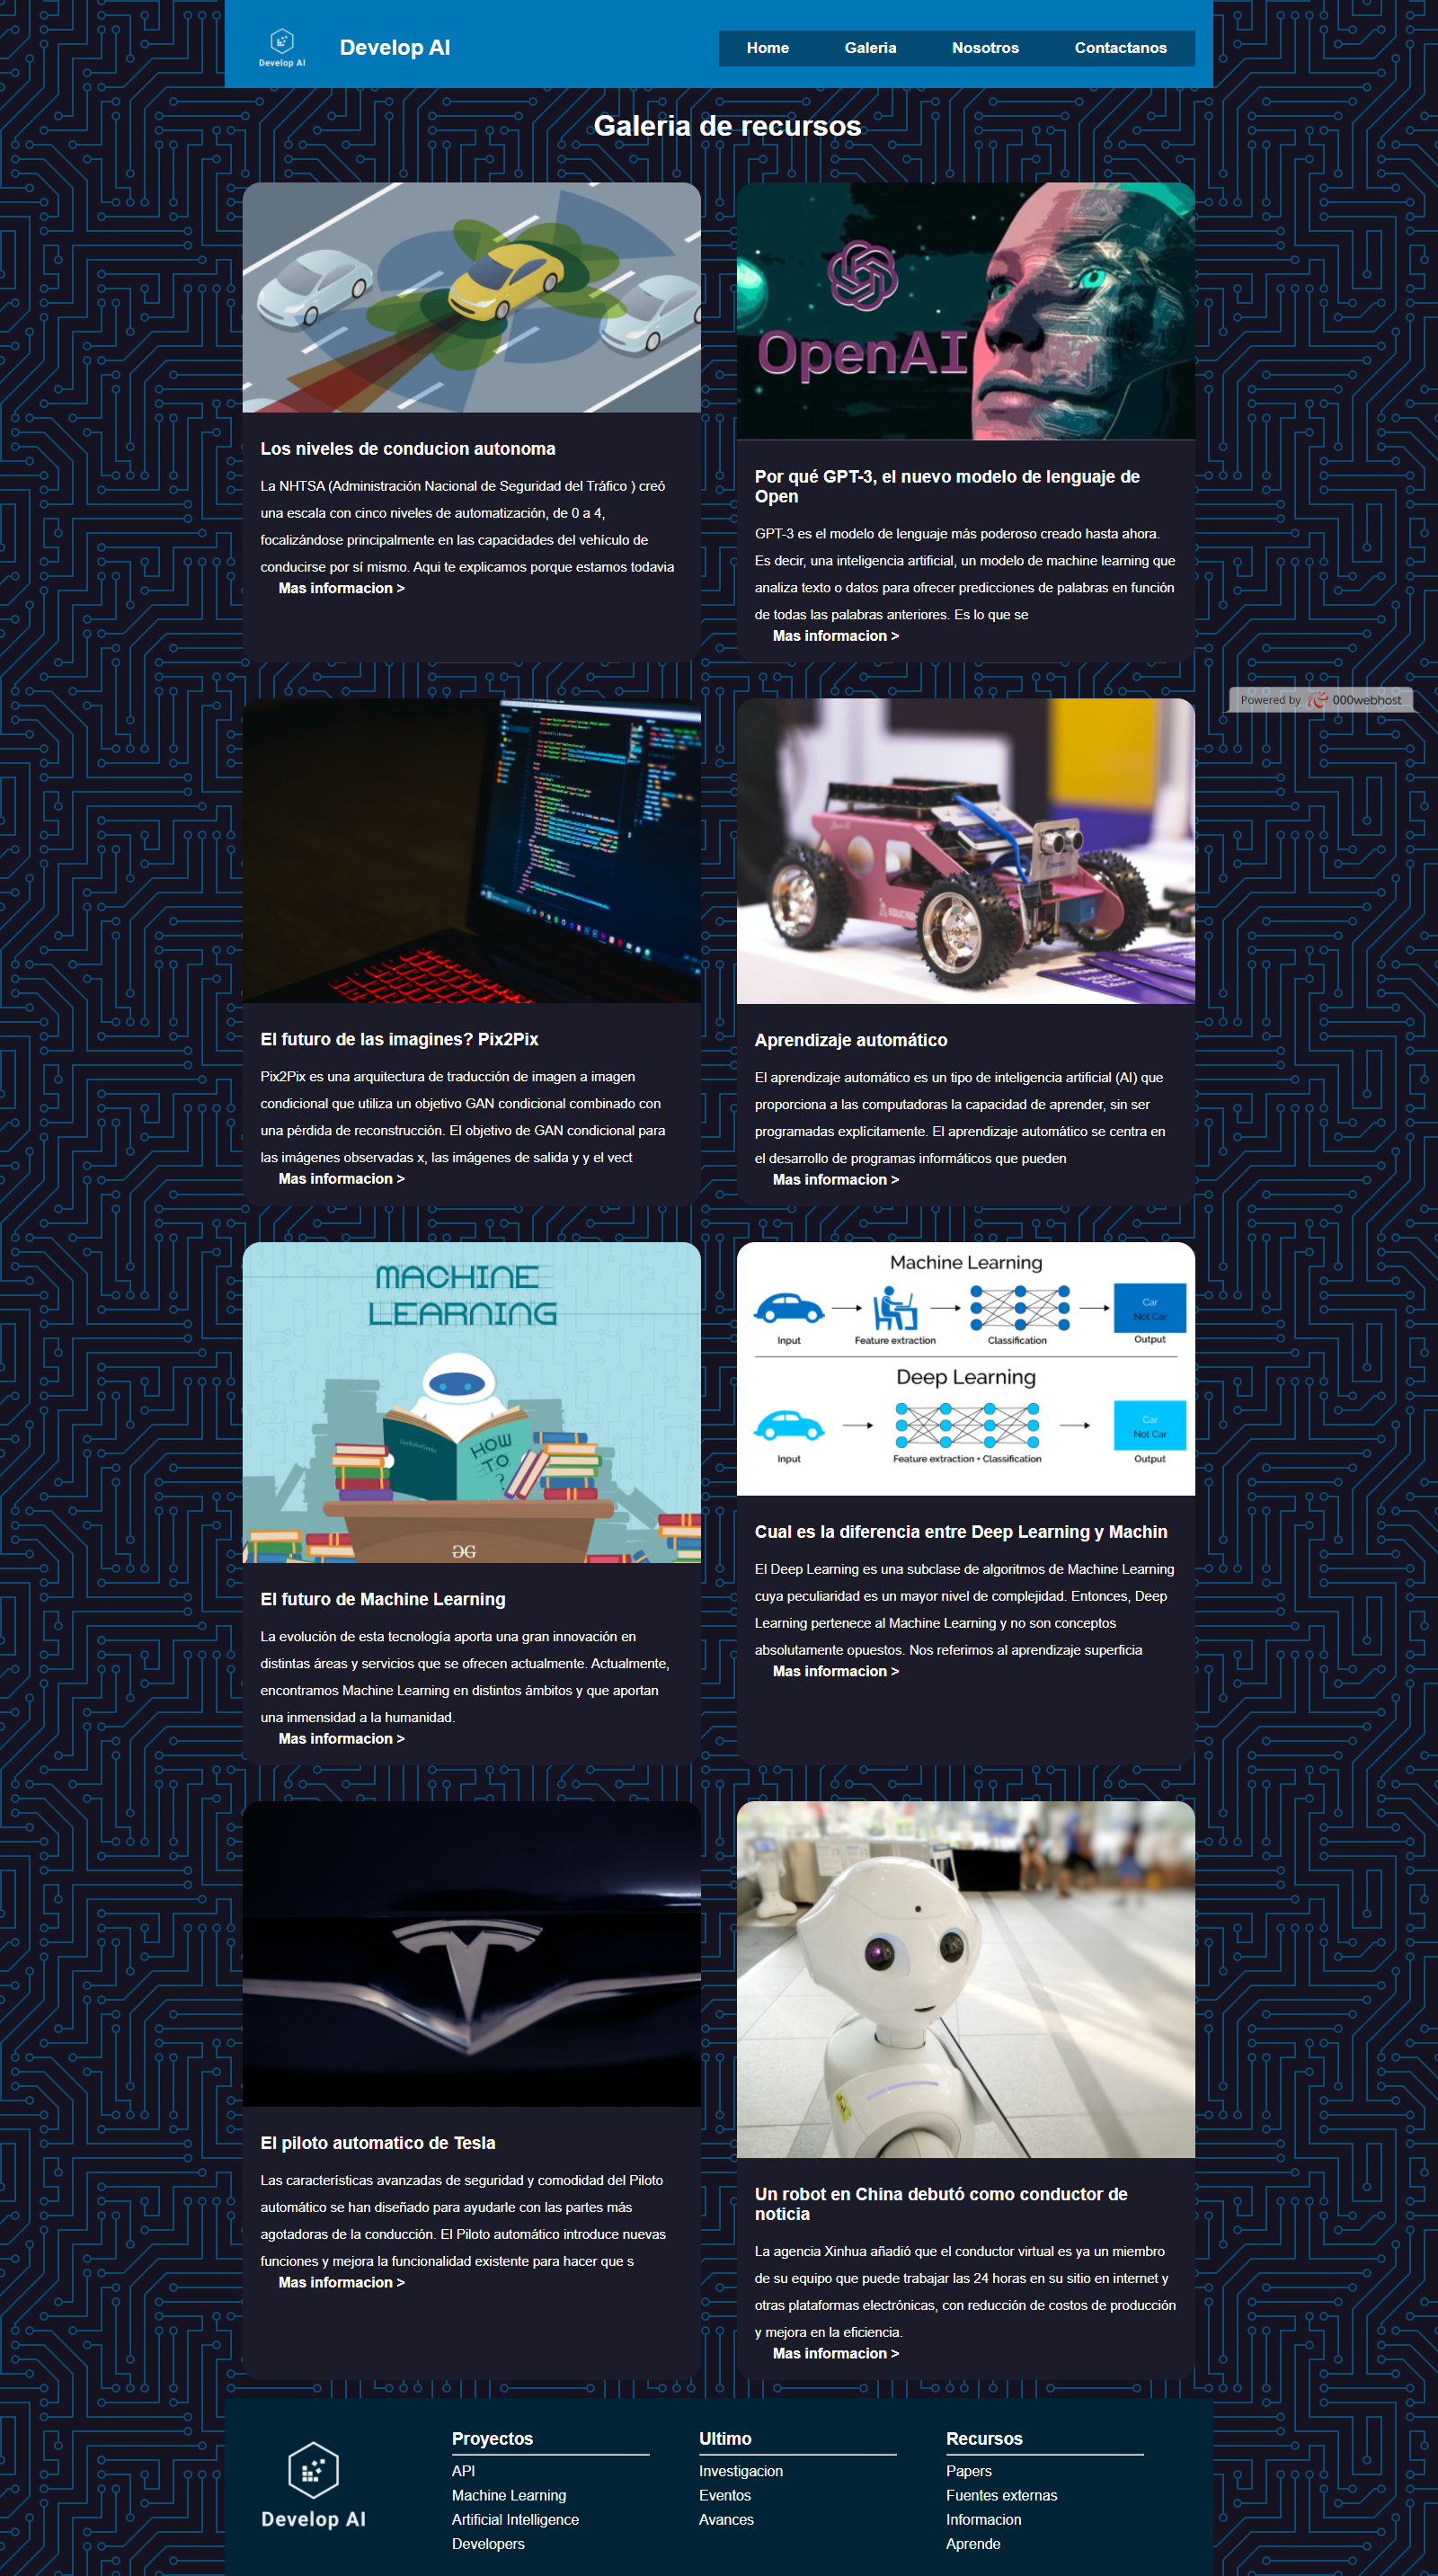 Develop AI
Develop AI
Home
Galeria
Nosotros
Contactanos
Galeria de recursos
OpenAI
Los niveles de conducion autonoma
La NHTSA (Administración Nacional de Seguridad del Tráfico ) creó
una escala con cinco niveles de automatización, de 0 a 4,
focalizándose principalmente en las capacidades del vehículo de
conducirse por sí mismo. Aqui te explicamos porque estamos todavia
Mas informacion >
Por qué GPT-3, el nuevo modelo de lenguaje de
Open
GPT-3 es el modelo de lenguaje más poderoso creado hasta ahora.
Es decir, una inteligencia artificial, un modelo de machine learning que
analiza texto o datos para ofrecer predicciones de palabras en función
de todas las palabras anteriores. Es lo que se
Mas informacion >
Powered by 000webhost
El futuro de las imagines? Pix2Pix
Pix2Pix es una arquitectura de traducción de imagen a imagen
condicional que utiliza un objetivo GAN condicional combinado con
una pérdida de reconstrucción. El objetivo de GAN condicional para
las imágenes observadas x, las imágenes de salida y y el vect
Mas informacion >
Aprendizaje automático
El aprendizaje automático es un tipo de inteligencia artificial (AI) que
proporciona a las computadoras la capacidad de aprender, sin ser
programadas explícitamente. El aprendizaje automático se centra en
el desarrollo de programas informáticos que pueden
Mas informacion >
MACHINE
LEARNING
HOW
TO
?
Machine Learning
Input
Feature extraction
Classification
Car
Not Car
Output
Deep Learning
Input
Feature extraction + Classification
Car
Not Car
Output
El futuro de Machine Learning
La evolución de esta tecnología aporta una gran innovación en
distintas áreas y servicios que se ofrecen actualmente. Actualmente,
encontramos Machine Learning en distintos ámbitos y que aportan
una inmensidad a la humanidad.
Mas informacion >
Cual es la diferencia entre Deep Learning y Machin
El Deep Learning es una subclase de algoritmos de Machine Learning
cuya peculiaridad es un mayor nivel de complejidad. Entonces, Deep
Learning pertenece al Machine Learning y no son conceptos
absolutamente opuestos. Nos referimos al aprendizaje superficia
Mas informacion >
El piloto automatico de Tesla
Las características avanzadas de seguridad y comodidad del Piloto
automático se han diseñado para ayudarle con las partes más
agotadoras de la conducción. El Piloto automático introduce nuevas
funciones y mejora la funcionalidad existente para hacer que s
Mas informacion >
Un robot en China debutó como conductor de
noticia
La agencia Xinhua añadió que el conductor virtual es ya un miembro
de su equipo que puede trabajar las 24 horas en su sitio en internet y
otras plataformas electrónicas, con reducción de costos de producción
y mejora en la eficiencia.
Mas informacion >
Develop AI
Proyectos
API
Machine Learning
Artificial Intelligence
Developers
Ultimo
Investigacion
Eventos
Avances
Recursos
Papers
Fuentes externas
Informacion
Aprende